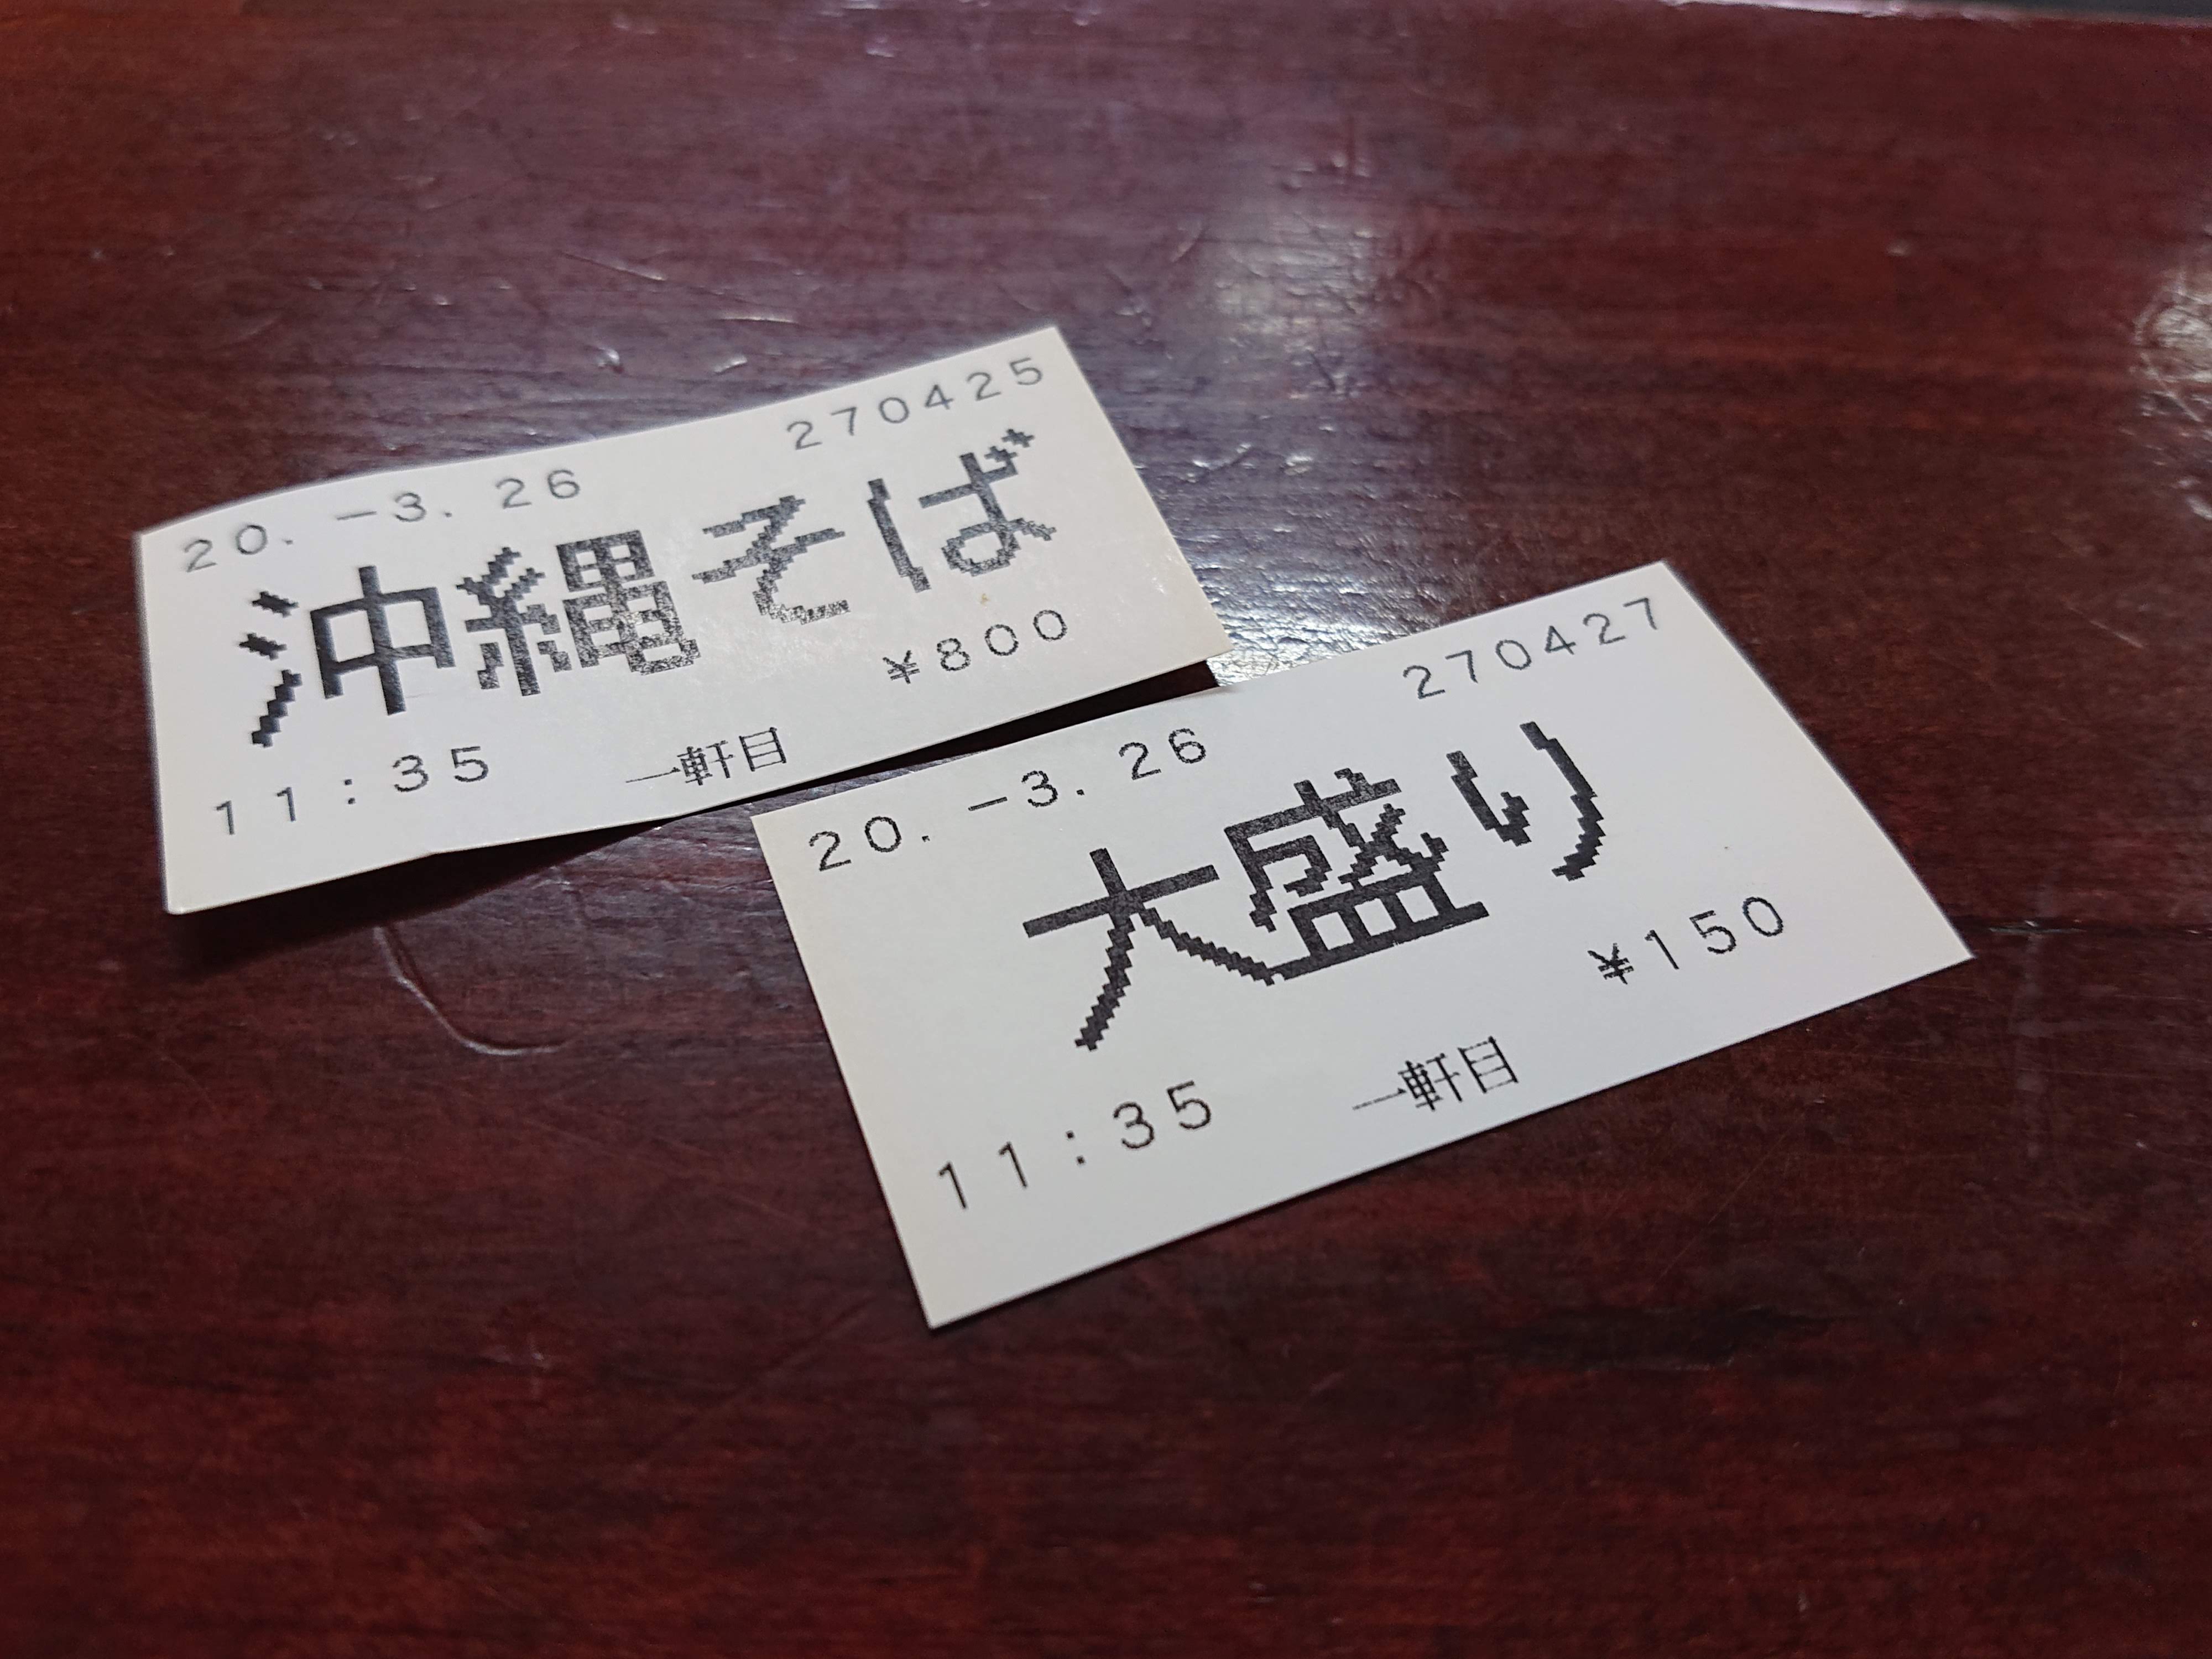 20. -3. 26 270425
沖縄そば
¥800
11:35 一軒目
20. -3. 26 270427
大盛り
¥150
11:35 一軒目